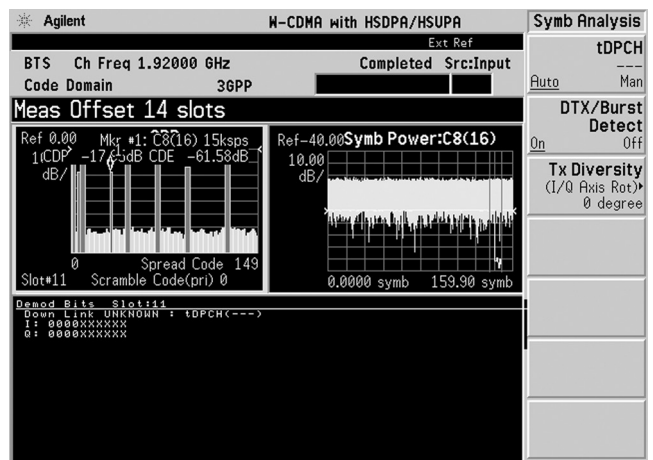 Agilent W-CDMA with HSDPA/HSUPA Symb Analysis
Ext Ref
BTS Ch Freq 1.92000 GHz Completed Src:Input
Code Domain 3GPP
Meas Offset 14 slots
Ref 0.00 Mkr #1: C8(16) 15ksps
CDP dB CDE -61.58dB
dB/
0 Spread Code 149
Slot#11 Scramble Code(pri) 0
Ref-40.00 Symb Power:C8(16)
10.00
dB/
0.0000 symb 159.90 symb
Demod Bits Slot:11
Down Link UNKNOWN : tDPCH(---)
I: 0000XXXXXX
Q: 0000XXXXXX
tDPCH
---
Auto Man
DTX/Burst
Detect
On Off
Tx Diversity
(I/Q Axis Rot)
0 degree